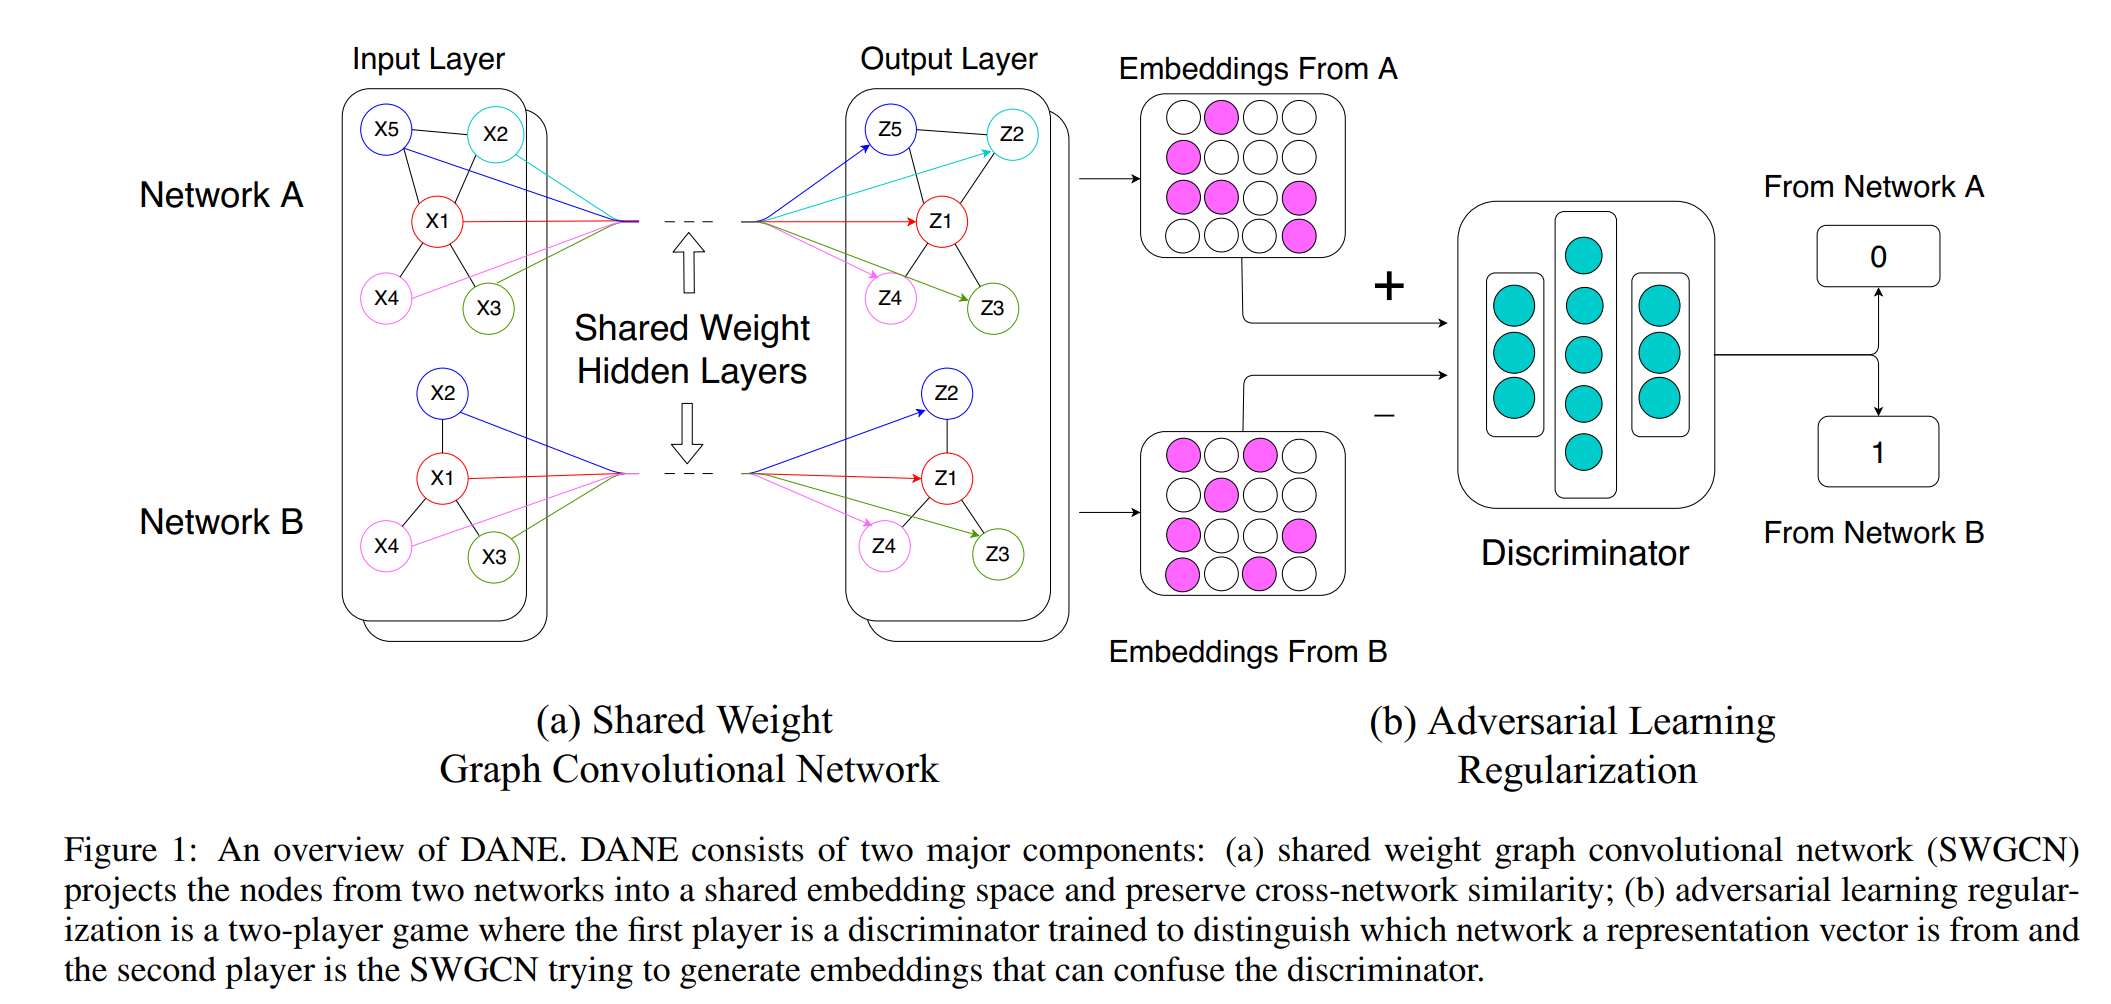 Input Layer
Output Layer
Embeddings From A
X5
X2
Z5
Z2
Network A
From Network A
X1
Z1
0
X4
X3
Z4
Z3
+
Shared Weight
Hidden Layers
X2
Z2
–
1
X1
Z1
Network B
From Network B
X4
X3
Z4
Z3
Discriminator
Embeddings From B
(a) Shared Weight
Graph Convolutional Network
(b) Adversarial Learning
Regularization
Figure 1: An overview of DANE. DANE consists of two major components: (a) shared weight graph convolutional network (SWGCN)
projects the nodes from two networks into a shared embedding space and preserve cross-network similarity; (b) adversarial learning regular-
ization is a two-player game where the first player is a discriminator trained to distinguish which network a representation vector is from and
the second player is the SWGCN trying to generate embeddings that can confuse the discriminator.